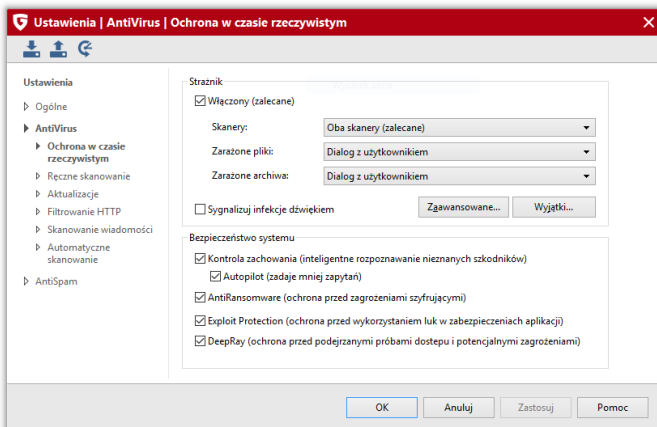 Ustawienia | AntiVirus | Ochrona w czasie rzeczywistym
Ustawienia
Ogólne
AntiVirus
Ochrona w czasie
rzeczywistym
Ręczne skanowanie
Aktualizacje
Filtrowanie HTTP
Skanowanie wiadomości
Automatyczne
skanowanie
AntiSpam
Strażnik
Włączony (zalecane)
Skanery: Oba skanery (zalecane)
Zarażone pliki: Dialog z użytkownikiem
Zarażone archiwa: Dialog z użytkownikiem
Sygnalizuj infekcje dźwiękiem Zaawansowane... Wyjątki...
Bezpieczeństwo systemu
Kontrola zachowania (inteligentne rozpoznawanie nieznanych szkodników)
Autopilot (zadaje mniej zapytań)
AntiRansomware (ochrona przed zagrożeniami szyfrującymi)
Exploit Protection (ochrona przed wykorzystaniem luk w zabezpieczeniach aplikacji)
DeepRay (ochrona przed podejrzanymi próbami dostępu i potencjalnymi zagrożeniami)
OK Anuluj Zastosuj Pomoc